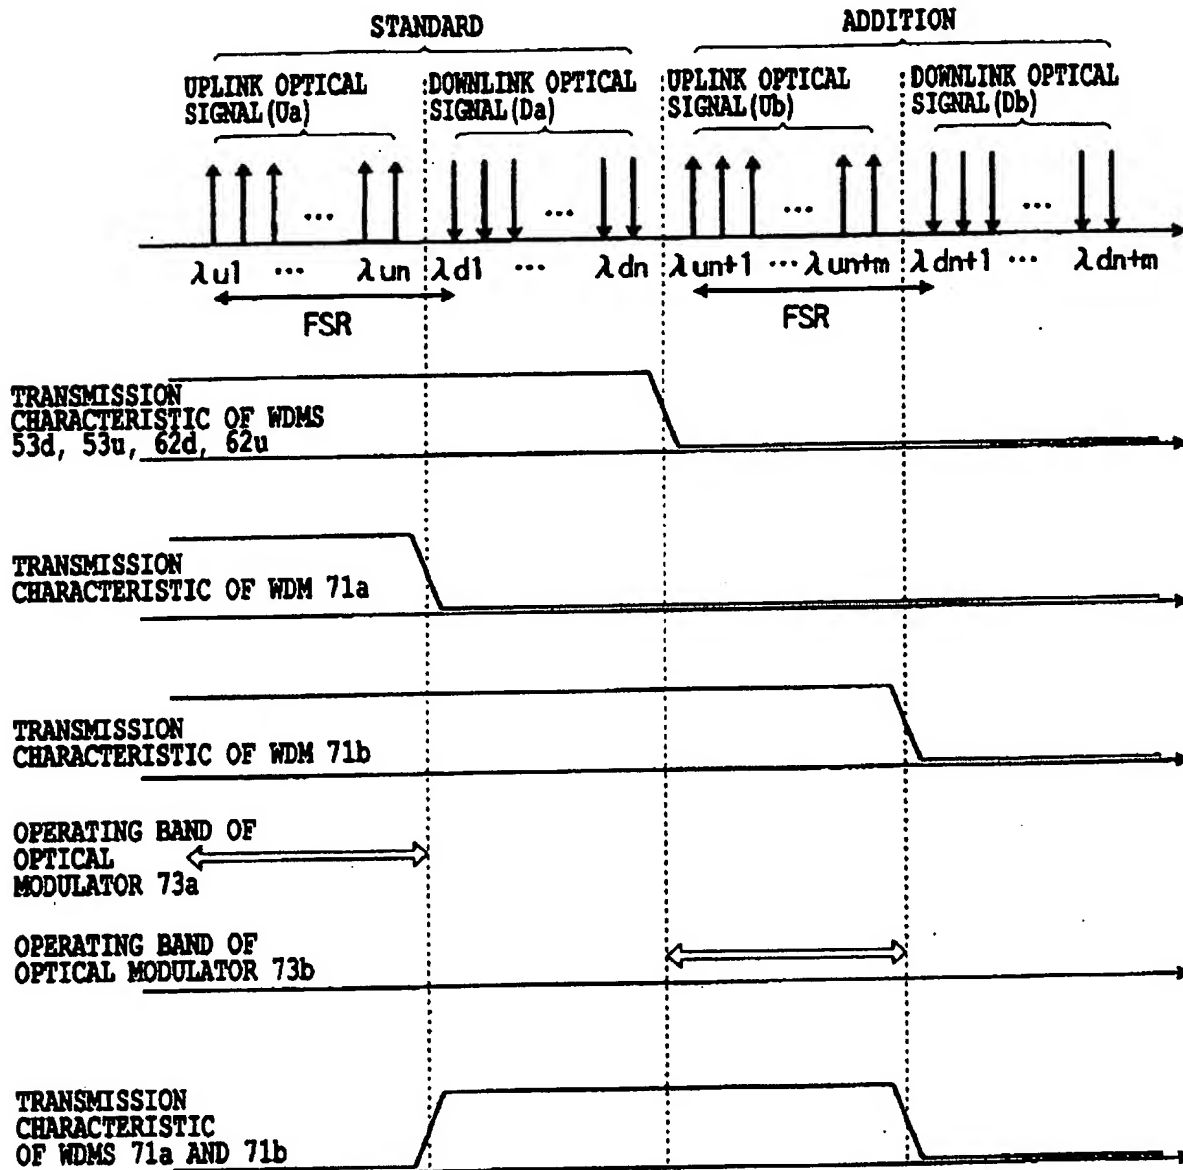 STANDARD
ADDITION
UPLINK OPTICAL
SIGNAL(Ua)
DOWNLINK OPTICAL
SIGNAL(Da)
UPLINK OPTICAL
SIGNAL(Ub)
DOWNLINK OPTICAL
SIGNAL(Db)
... ... ... ...
λu1 ... λun λd1 ... λdn λun+1 ... λun+m λdn+1 ... λdn+m
FSR
FSR
TRANSMISSION
CHARACTERISTIC OF WDMS
53d, 53u, 62d, 62u
TRANSMISSION
CHARACTERISTIC OF WDM 71a
TRANSMISSION
CHARACTERISTIC OF WDM 71b
OPERATING BAND OF
OPTICAL
MODULATOR 73a
OPERATING BAND OF
OPTICAL MODULATOR 73b
TRANSMISSION
CHARACTERISTIC
OF WDMS 71a AND 71b